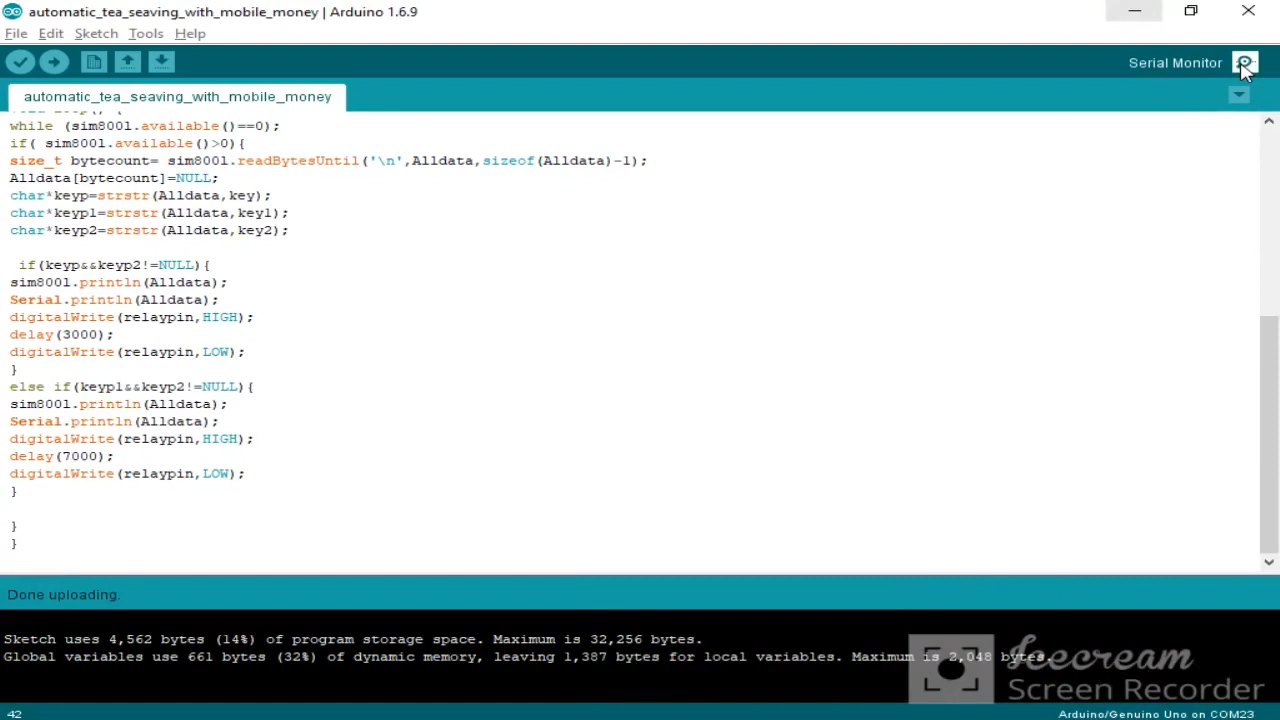 automatic_tea_seaving_with_mobile_money | Arduino 1.6.9
File Edit Sketch Tools Help
Serial Monitor
automatic_tea_seaving_with_mobile_money
while (sim800l.available()==0);
if( sim800l.available()>0){
size_t bytecount= sim800l.readBytesUntil('\n',Alldata,sizeof(Alldata)-1);
Alldata[bytecount]=NULL;
char*keyp=strstr(Alldata,key);
char*keyp1=strstr(Alldata,key1);
char*keyp2=strstr(Alldata,key2);
if(keyp&&keyp2!=NULL){
sim800l.println(Alldata);
Serial.println(Alldata);
digitalWrite(relaypin,HIGH);
delay(3000);
digitalWrite(relaypin,LOW);
}
else if(keyp1&&keyp2!=NULL){
sim800l.println(Alldata);
Serial.println(Alldata);
digitalWrite(relaypin,HIGH);
delay(7000);
digitalWrite(relaypin,LOW);
}
}
}
Done uploading.
Sketch uses 4,562 bytes (14%) of program storage space. Maximum is 32,256 bytes.
Global variables use 661 bytes (32%) of dynamic memory, leaving 1,387 bytes for local variables. Maximum is 2,048 bytes.
Icecream
Screen Recorder
42
Arduino/Genuino Uno on COM23